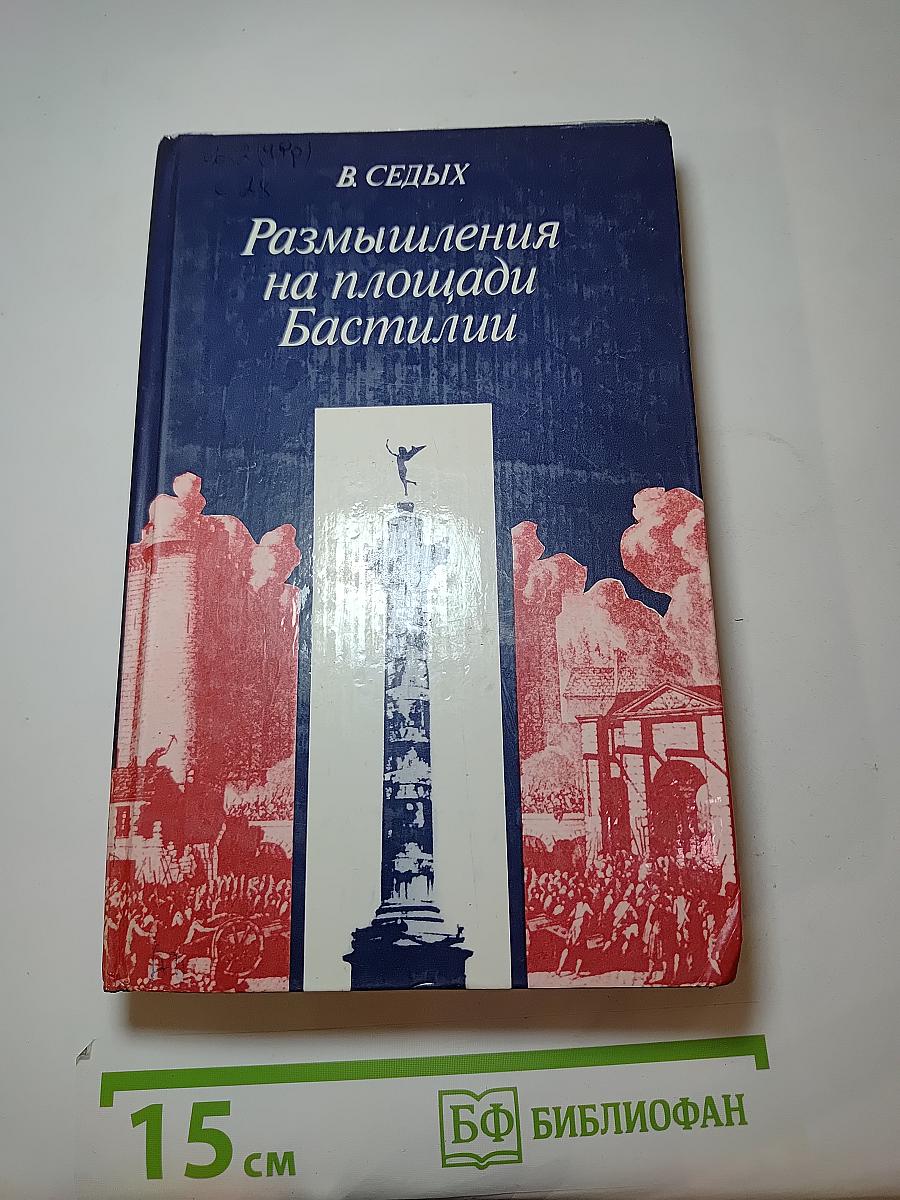 В. СЕДЫХ
Размышления
на площади
Бастилии
15 см
БФ БИБЛИОФАН